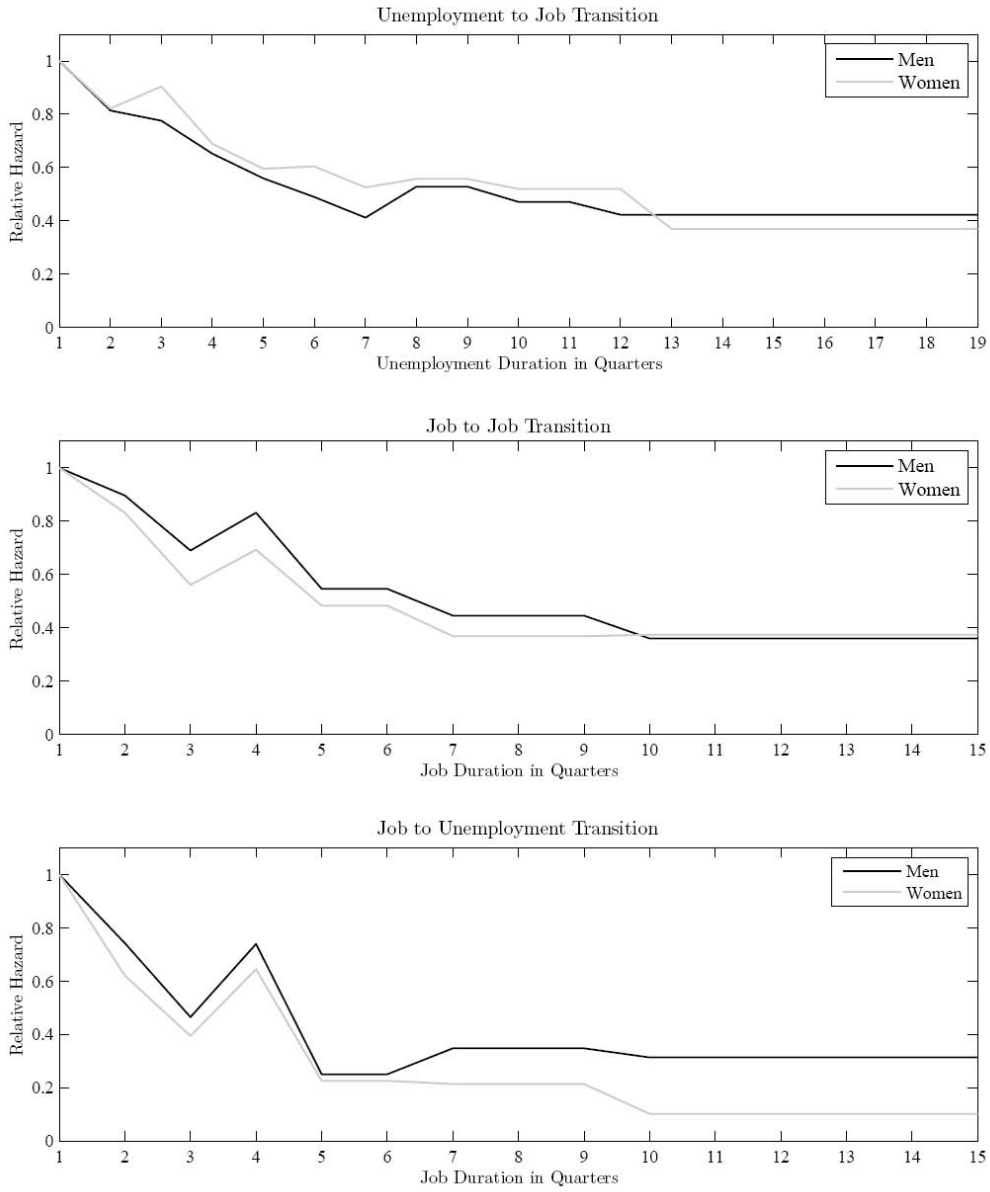 Unemployment to Job Transition
1
0.8
0.6
0.4
0.2
0
Relative Hazard
Men
Women
1 2 3 4 5 6 7 8 9 10 11 12 13 14 15 16 17 18 19
Unemployment Duration in Quarters
Job to Job Transition
1
0.8
0.6
0.4
0.2
0
Relative Hazard
Men
Women
1 2 3 4 5 6 7 8 9 10 11 12 13 14 15
Job Duration in Quarters
Job to Unemployment Transition
1
0.8
0.6
0.4
0.2
0
Relative Hazard
Men
Women
1 2 3 4 5 6 7 8 9 10 11 12 13 14 15
Job Duration in Quarters